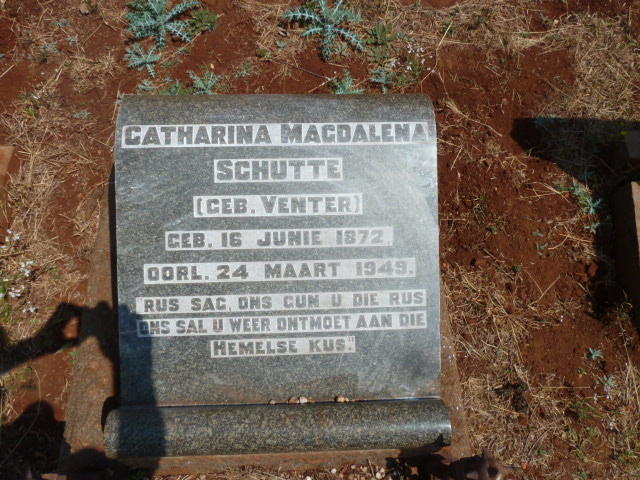 CATHARINA MAGDALENA
SCHUTTE
(GEB. VENTER)
GEB. 16 JUNIE 1872,
OORL. 24 MAART 1949.
RUS SAG, ONS GUN U DIE RUS
ONS SAL U WEER ONTMOET AAN DIE
HEMELSE KUS."